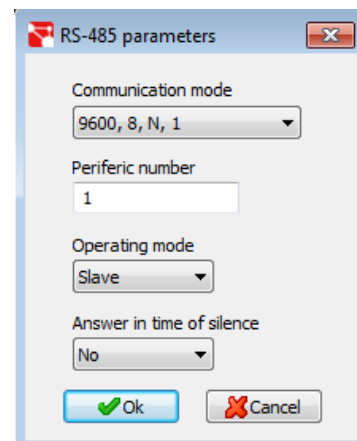 RS-485 parameters
Communication mode
9600, 8, N, 1
Periferic number
1
Operating mode
Slave
Answer in time of silence
No
Ok
Cancel